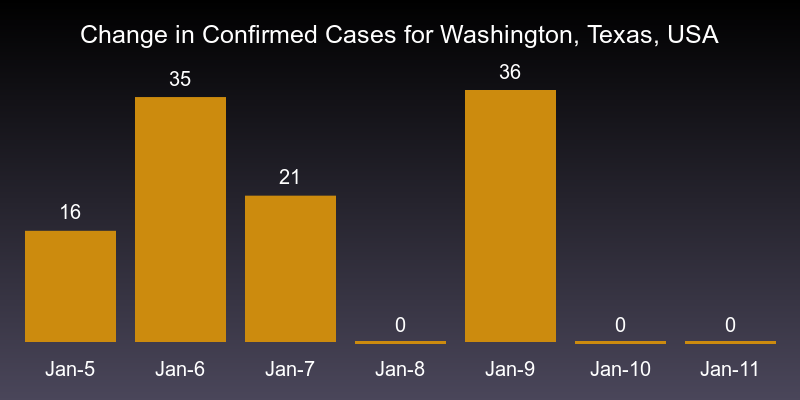 Change in Confirmed Cases for Washington, Texas, USA
16
35
21
0
36
0
0
Jan-5
Jan-6
Jan-7
Jan-8
Jan-9
Jan-10
Jan-11